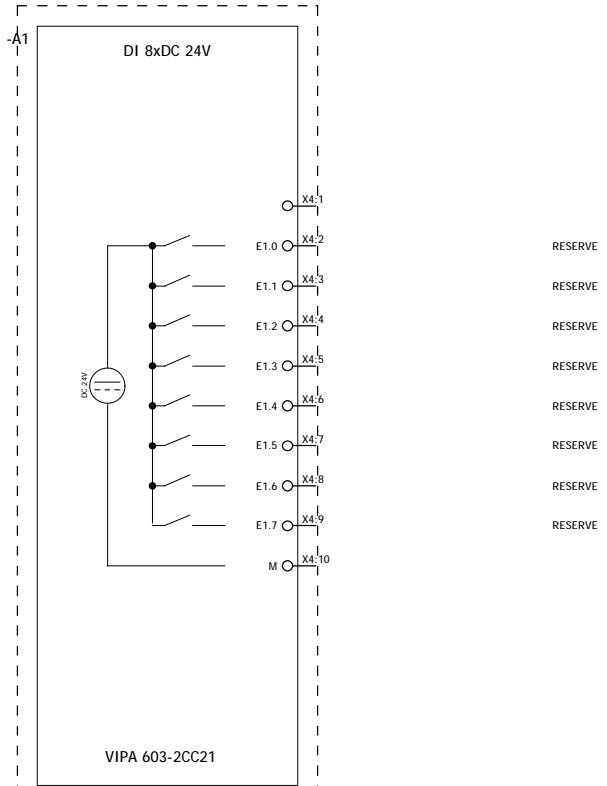 -A1
DI 8xDC 24V
X4:1
E1.0 X4:2 RESERVE
E1.1 X4:3 RESERVE
E1.2 X4:4 RESERVE
E1.3 X4:5 RESERVE
DC 24V
E1.4 X4:6 RESERVE
E1.5 X4:7 RESERVE
E1.6 X4:8 RESERVE
E1.7 X4:9 RESERVE
M X4:10
VIPA 603-2CC21